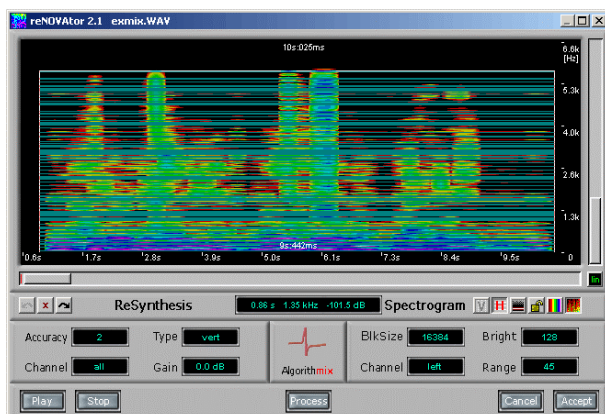 reNOVAtor 2.1 exmix.WAV
10s:025ms
6.6k
[Hz]
5.3k
4.0k
2.6k
1.3k
0
9s:442ms
0.6s 1.7s 2.8s 3.9s 5.0s 6.1s 7.3s 8.4s 9.5s
lin
ReSynthesis 0.86 s 1.35 kHz -101.5 dB Spectrogram V H
Accuracy 2 Type vert BlkSize 16384 Bright 128
Channel all Gain 0.0 dB Algorithmix Channel left Range 45
Play Stop Process Cancel Accept